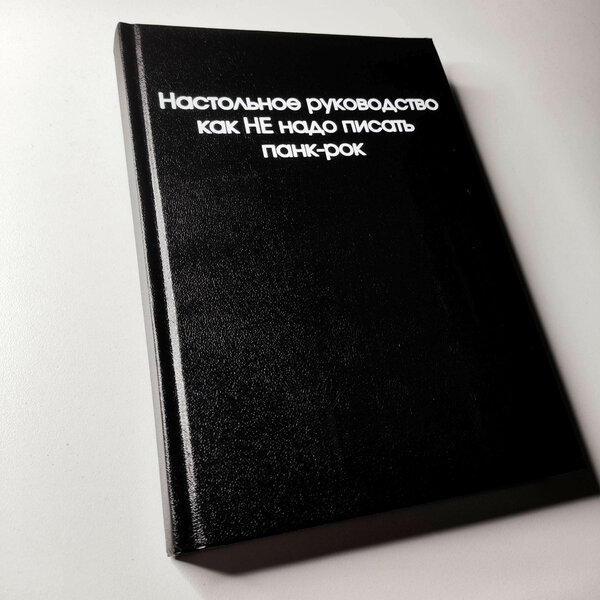 Настольное руководство
как НЕ надо писать
панк-рок